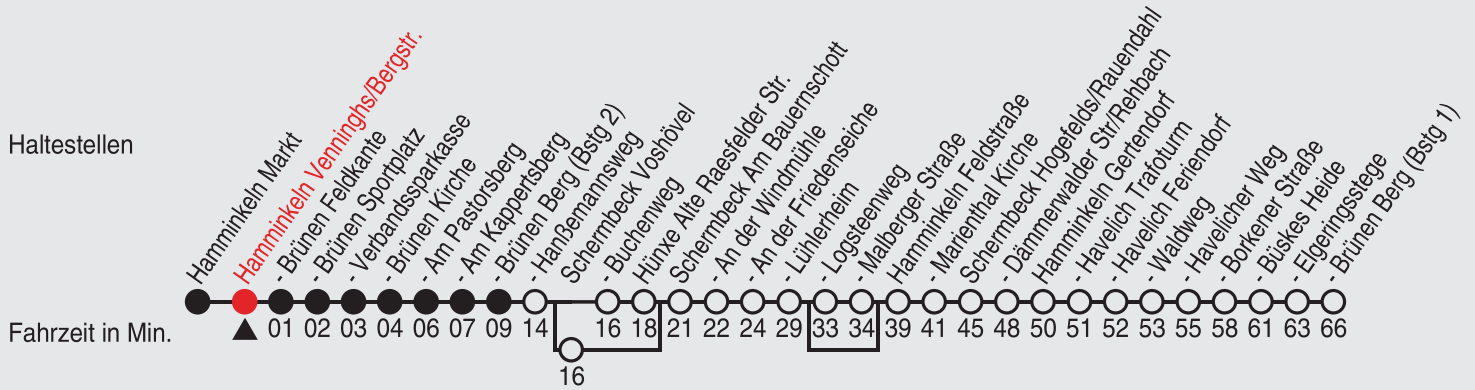 Haltestellen
Hamminkeln Markt
Hamminkeln Venninghs/Bergstr.
- Brünen Feldkante
- Brünen Sportplatz
- Verbandssparkasse
- Brünen Kirche
- Am Pastorsberg
- Am Kappertsberg
- Brünen Berg (Bstg 2)
- Hanßemannsweg
Schermbeck Voshövel
- Buchenweg
Hünxe Alte Raesfelder Str.
Schermbeck Am Bauernschott
- An der Windmühle
- An der Friedenseiche
- Lühlerheim
- Logsteenweg
- Malberger Straße
Hamminkeln Feldstraße
- Marienthal Kirche
Schermbeck Hogefelds/Rauendahl
- Dämmerwalder Str/Rehbach
Hamminkeln Gertendorf
- Havelich Trafoturm
- Havelich Feriendorf
- Waldweg
- Havelicher Weg
- Borkener Straße
- Büskes Heide
- Elgeringsstege
- Brünen Berg (Bstg 1)
Fahrzeit in Min.
01 02 03 04 06 07 09 14 16 18 21 22 24 29 33 34 39 41 45 48 50 51 52 53 55 58 61 63 66
16